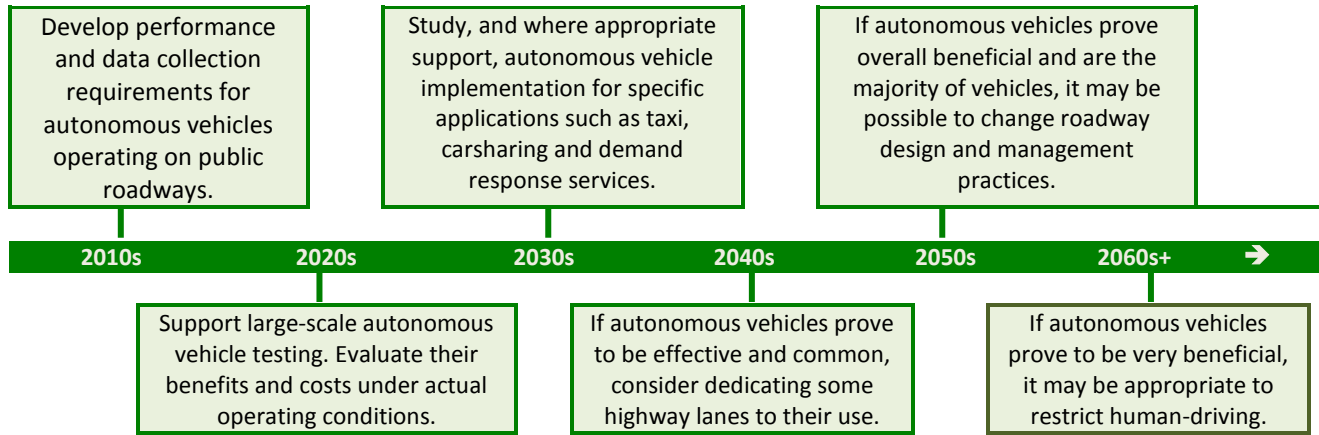 Develop performance
and data collection
requirements for
autonomous vehicles
operating on public
roadways.
Study, and where appropriate
support, autonomous vehicle
implementation for specific
applications such as taxi,
carsharing and demand
response services.
If autonomous vehicles prove
overall beneficial and are the
majority of vehicles, it may be
possible to change roadway
design and management
practices.
2010s 2020s 2030s 2040s 2050s 2060s+ ➔
Support large-scale autonomous
vehicle testing. Evaluate their
benefits and costs under actual
operating conditions.
If autonomous vehicles prove
to be effective and common,
consider dedicating some
highway lanes to their use.
If autonomous vehicles
prove to be very beneficial,
it may be appropriate to
restrict human-driving.